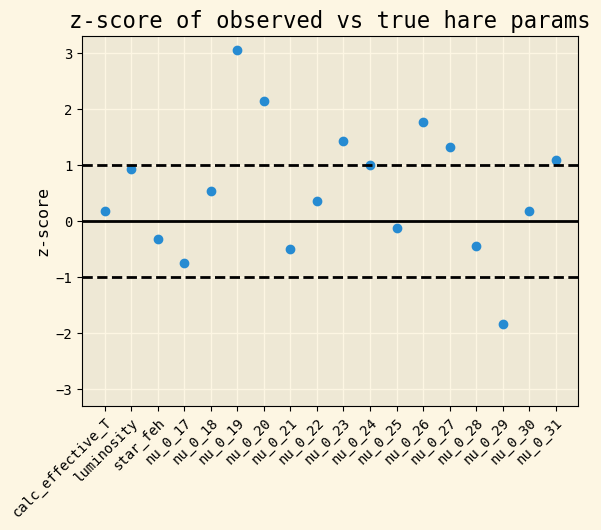 z-score of observed vs true hare params
z-score
3
2
1
0
−1
−2
−3
calc_effective_T
luminosity
star_feh
nu_0_17
nu_0_18
nu_0_19
nu_0_20
nu_0_21
nu_0_22
nu_0_23
nu_0_24
nu_0_25
nu_0_26
nu_0_27
nu_0_28
nu_0_29
nu_0_30
nu_0_31